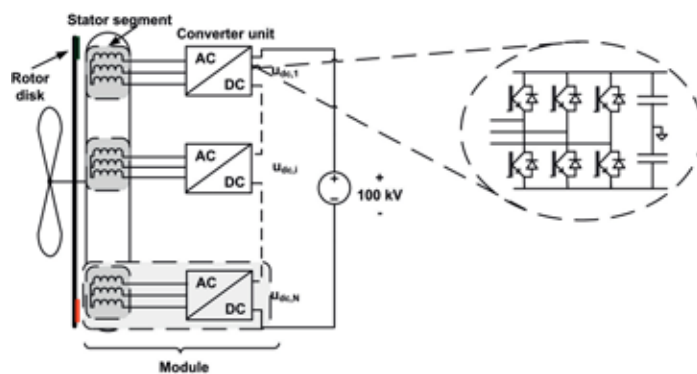 Stator segment
Converter unit
Rotor
disk
AC
DC
u_dc,1
AC
DC
u_dc,i
+
100 kV
-
AC
DC
u_dc,N
Module